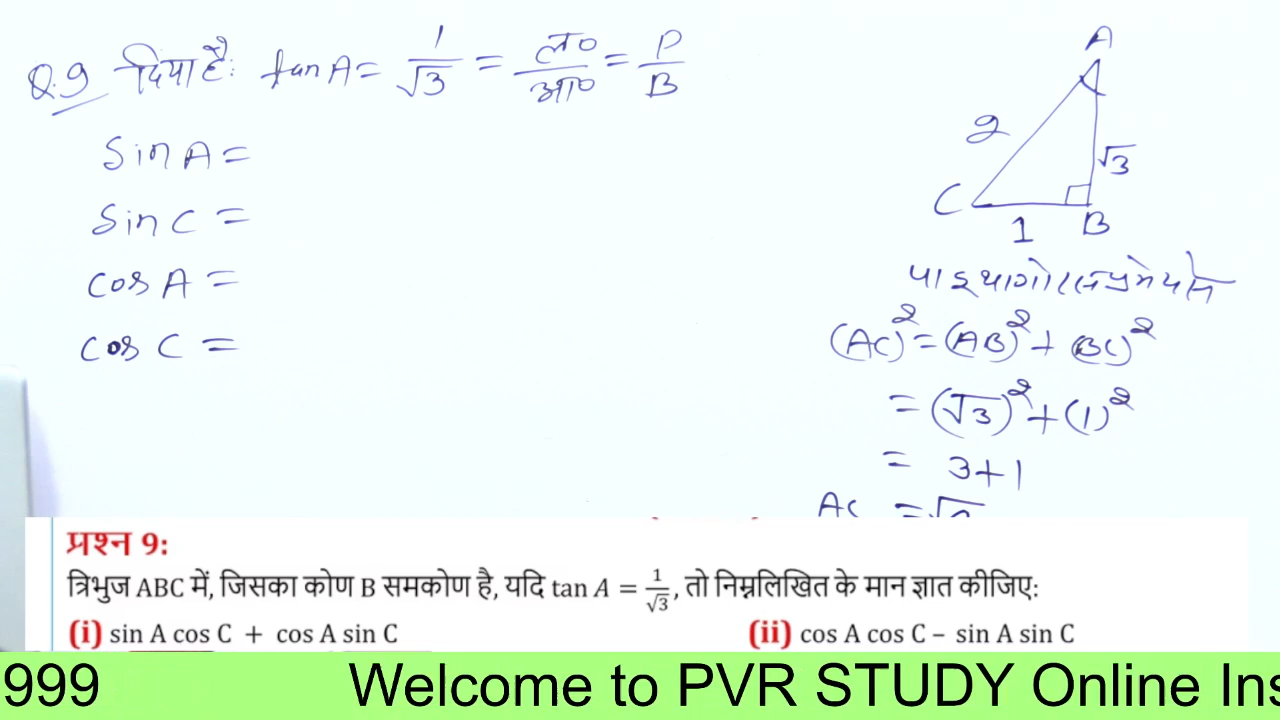 Q.9 दिया है: tan A = 1/√3 = ल०/आ० = P/B
Sin A =
Sin C =
Cos A =
Cos C =
A
2
√3
C
1
B
पाइथागोरस प्रमेय से
(AC)² = (AB)² + (BC)²
= (√3)² + (1)²
= 3+1
AC =
प्रश्न 9:
त्रिभुज ABC में, जिसका कोण B समकोण है, यदि tan A = 1/√3, तो निम्नलिखित के मान ज्ञात कीजिए:
(i) sin A cos C + cos A sin C (ii) cos A cos C – sin A sin C
999 Welcome to PVR STUDY Online Ins